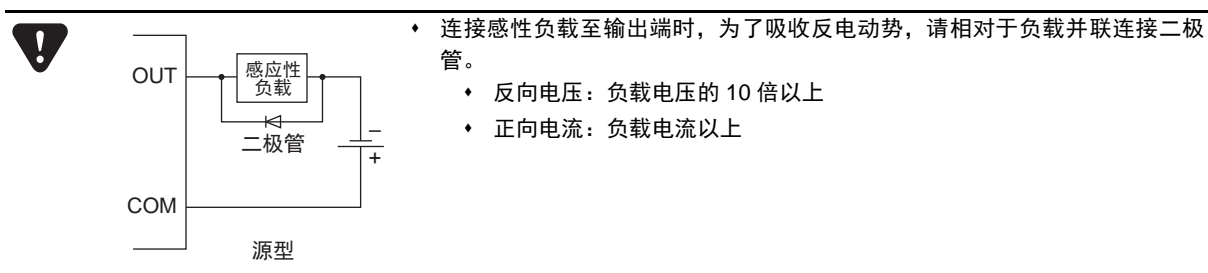 OUT
感应性
负载
二极管
−
+
COM
源型
♦ 连接感性负载至输出端时，为了吸收反电动势，请相对于负载并联连接二极
管。
♦ 反向电压：负载电压的 10 倍以上
♦ 正向电流：负载电流以上